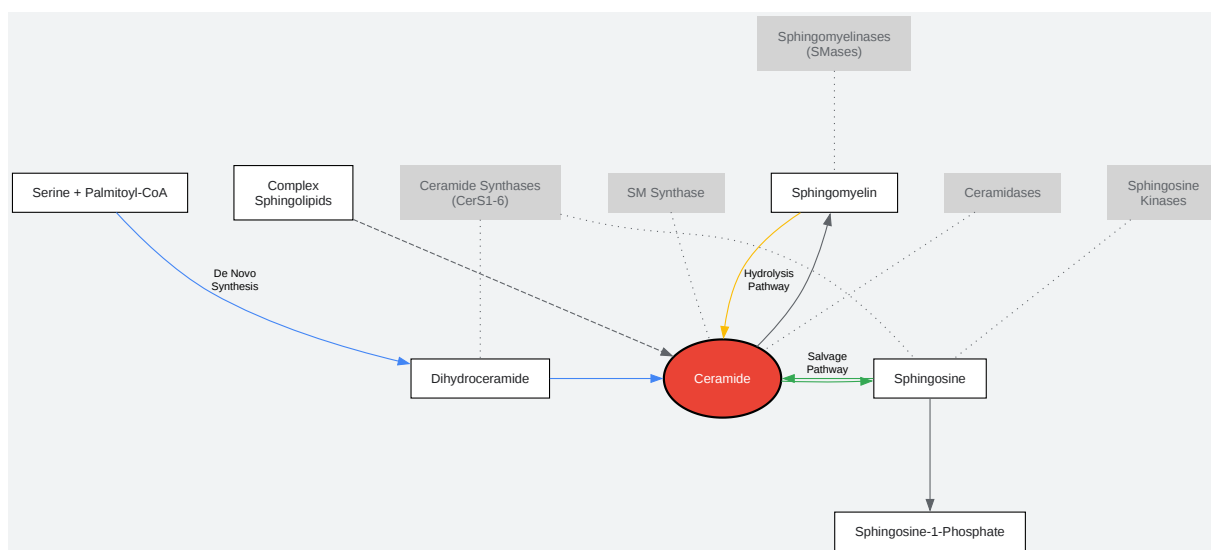 Sphingomyelinases
(SMases)
Serine + Palmitoyl-CoA
Complex
Sphingolipids
Ceramide Synthases
(CerS1-6)
SM Synthase
Sphingomyelin
Ceramidases
Sphingosine
Kinases
De Novo
Synthesis
Hydrolysis
Pathway
Salvage
Pathway
Dihydroceramide
Ceramide
Sphingosine
Sphingosine-1-Phosphate